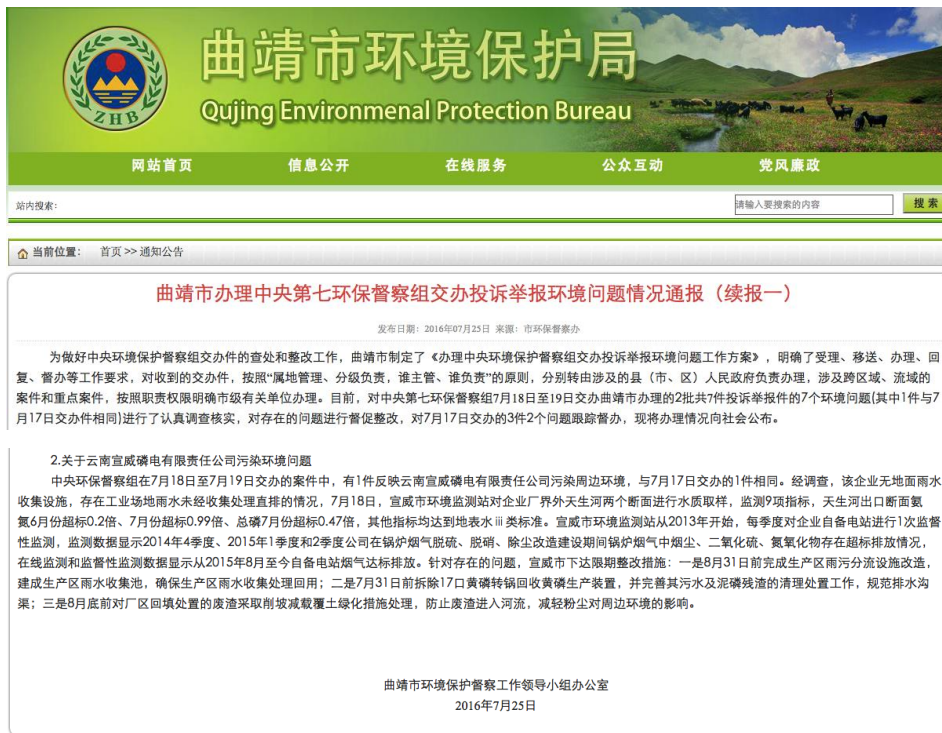 曲靖市环境保护局
ZHB
Qujing Environmenal Protection Bureau
网站首页 信息公开 在线服务 公众互动 党风廉政
站内搜索: 请输入要搜索的内容 搜索
当前位置: 首页 >> 通知公告
曲靖市办理中央第七环保督察组交办投诉举报环境问题情况通报（续报一）
发布日期: 2016年07月25日 来源: 市环保督察办
为做好中央环境保护督察组交办件的查处和整改工作，曲靖市制定了《办理中央环境保护督察组交办投诉举报环境问题工作方案》，明确了受理、移送、办理、回
复、督办等工作要求，对收到的交办件，按照“属地管理、分级负责，谁主管、谁负责”的原则，分别转由涉及的县（市、区）人民政府负责办理，涉及跨区域、流域的
案件和重点案件，按照职责权限明确市级有关单位办理。目前，对中央第七环保督察组7月18日至19日交办曲靖市办理的2批共7件投诉举报件的7个环境问题(其中1件与7
月17日交办件相同)进行了认真调查核实，对存在的问题进行督促整改，对7月17日交办的3件2个问题跟踪督办，现将办理情况向社会公布。
2.关于云南宣威磷电有限责任公司污染环境问题
中央环保督察组在7月18日至7月19日交办的案件中，有1件反映云南宣威磷电有限责任公司污染周边环境，与7月17日交办的1件相同。经调查，该企业无地面雨水
收集设施，存在工业场地雨水未经收集处理直排的情况，7月18日，宣威市环境监测站对企业厂界外天生河两个断面进行水质取样，监测9项指标，天生河出口断面氨
氮6月份超标0.2倍、7月份超标0.99倍、总磷7月份超标0.47倍，其他指标均达到地表水ⅲ类标准。宣威市环境监测站从2013年开始，每季度对企业自备电站进行1次监督
性监测，监测数据显示2014年4季度、2015年1季度和2季度公司在锅炉烟气脱硫、脱硝、除尘改造建设期间锅炉烟气中烟尘、二氧化硫、氮氧化物存在超标排放情况，
在线监测和监督性监测数据显示从2015年8月至今自备电站烟气达标排放。针对存在的问题，宣威市下达限期整改措施：一是8月31日前完成生产区雨污分流设施改造，
建成生产区雨水收集池，确保生产区雨水收集处理回用；二是7月31日前拆除17口黄磷转锅回收黄磷生产装置，并完善其污水及泥磷残渣的清理处置工作，规范排水沟
渠；三是8月底前对厂区回填处置的废渣采取削坡减载覆土绿化措施处理，防止废渣进入河流，减轻粉尘对周边环境的影响。
曲靖市环境保护督察工作领导小组办公室
2016年7月25日